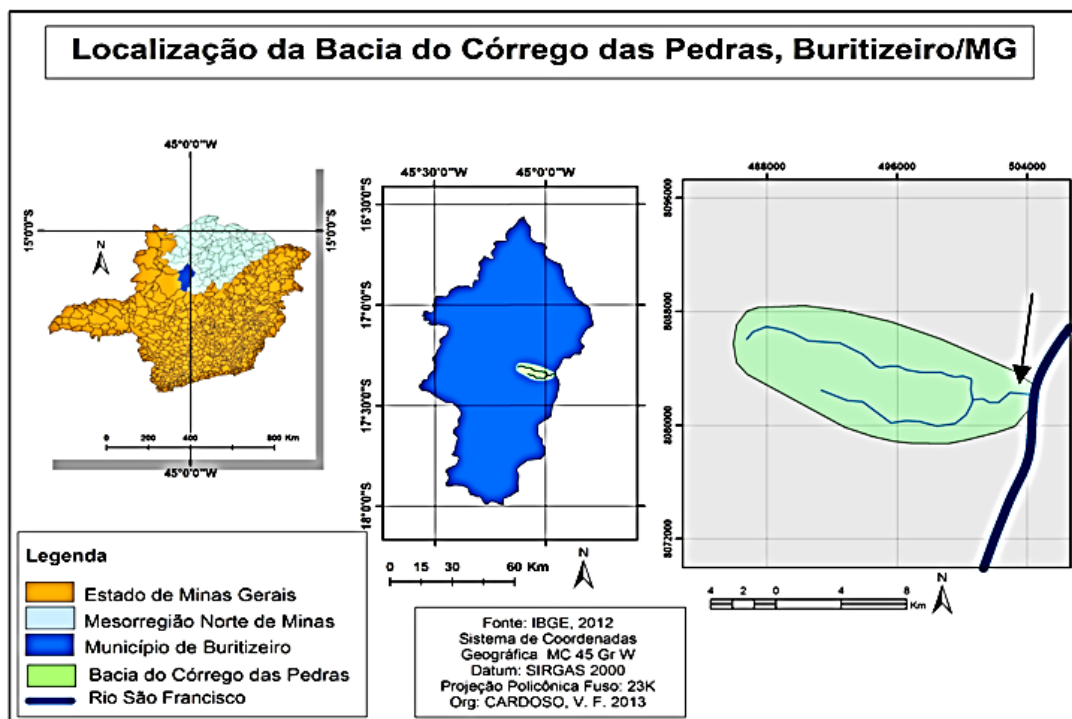 Localização da Bacia do Córrego das Pedras, Buritizeiro/MG
45°0'0"W
15°0'0"S
15°0'0"S
N
0 200 400 800 Km
45°0'0"W
45°30'0"W 45°0'0"W
16°30'0"S
17°0'0"S
17°30'0"S
18°0'0"S
0 15 30 60 Km
N
488000 496000 504000
8096000
8088000
8080000
8072000
4 2 0 4 8
Km
N
Legenda
Estado de Minas Gerais
Mesorregião Norte de Minas
Município de Buritizeiro
Bacia do Córrego das Pedras
Rio São Francisco
Fonte: IBGE, 2012
Sistema de Coordenadas
Geográfica MC 45 Gr W
Datum: SIRGAS 2000
Projeção Policônica Fuso: 23K
Org: CARDOSO, V. F. 2013